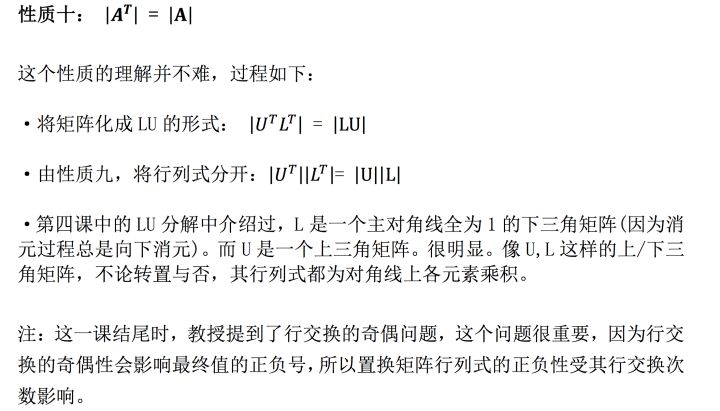 性质十： |Aᵀ| = |A|
这个性质的理解并不难，过程如下：
·将矩阵化成 LU 的形式： |UᵀLᵀ| = |LU|
·由性质九，将行列式分开：|Uᵀ||Lᵀ|= |U||L|
·第四课中的 LU 分解中介绍过，L 是一个主对角线全为 1 的下三角矩阵(因为消
元过程总是向下消元)。而 U 是一个上三角矩阵。很明显。像 U,L 这样的上/下三
角矩阵，不论转置与否，其行列式都为对角线上各元素乘积。
注：这一课结尾时，教授提到了行交换的奇偶问题，这个问题很重要，因为行交
换的奇偶性会影响最终值的正负号，所以置换矩阵行列式的正负性受其行交换次
数影响。